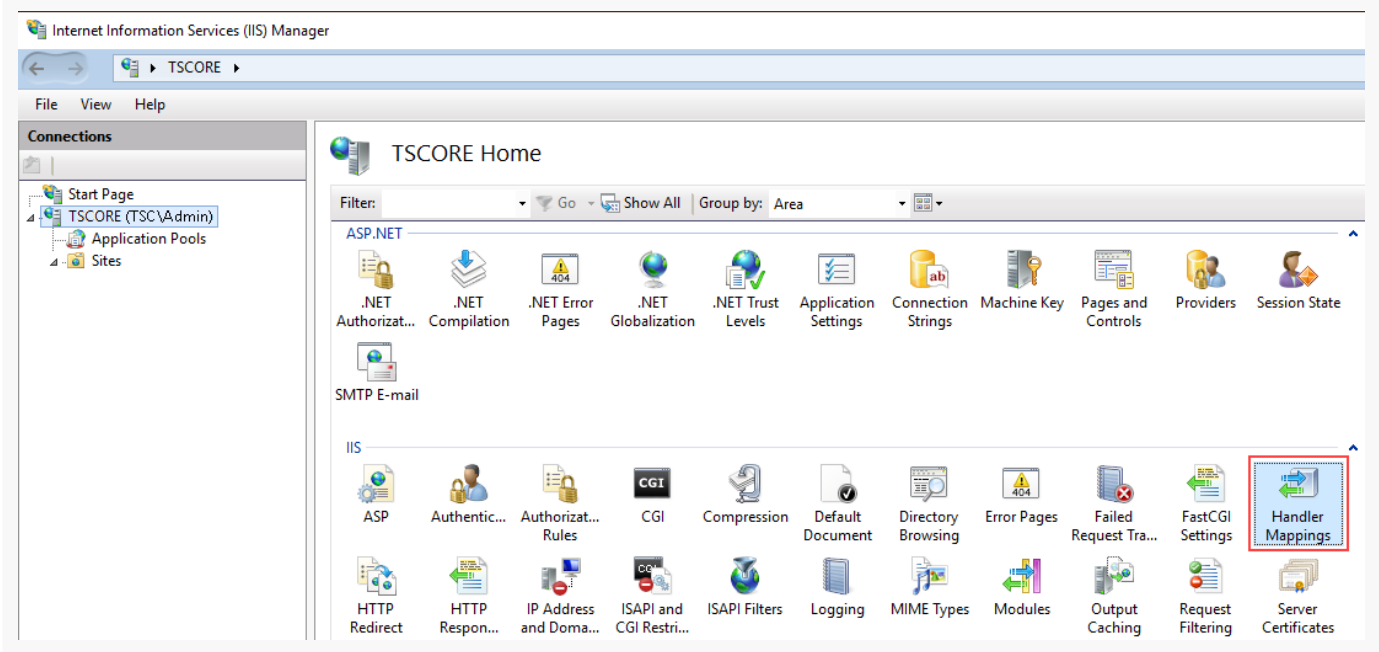 Internet Information Services (IIS) Manager
TSCORE
File View Help
Connections
Start Page
TSCORE (TSC\Admin)
Application Pools
Sites
TSCORE Home
Filter: Go Show All Group by: Area
ASP.NET
.NET Authorizat...
.NET Compilation
404
.NET Error Pages
.NET Globalization
.NET Trust Levels
Application Settings
ab
Connection Strings
Machine Key
Pages and Controls
Providers
Session State
SMTP E-mail
IIS
ASP
Authentic...
Authorizat... Rules
CGI
CGI
Compression
Default Document
Directory Browsing
404
Error Pages
Failed Request Tra...
FastCGI Settings
Handler Mappings
HTTP Redirect
HTTP Respon...
IP Address and Doma...
ISAPI and CGI Restri...
ISAPI Filters
Logging
MIME Types
Modules
Output Caching
Request Filtering
Server Certificates